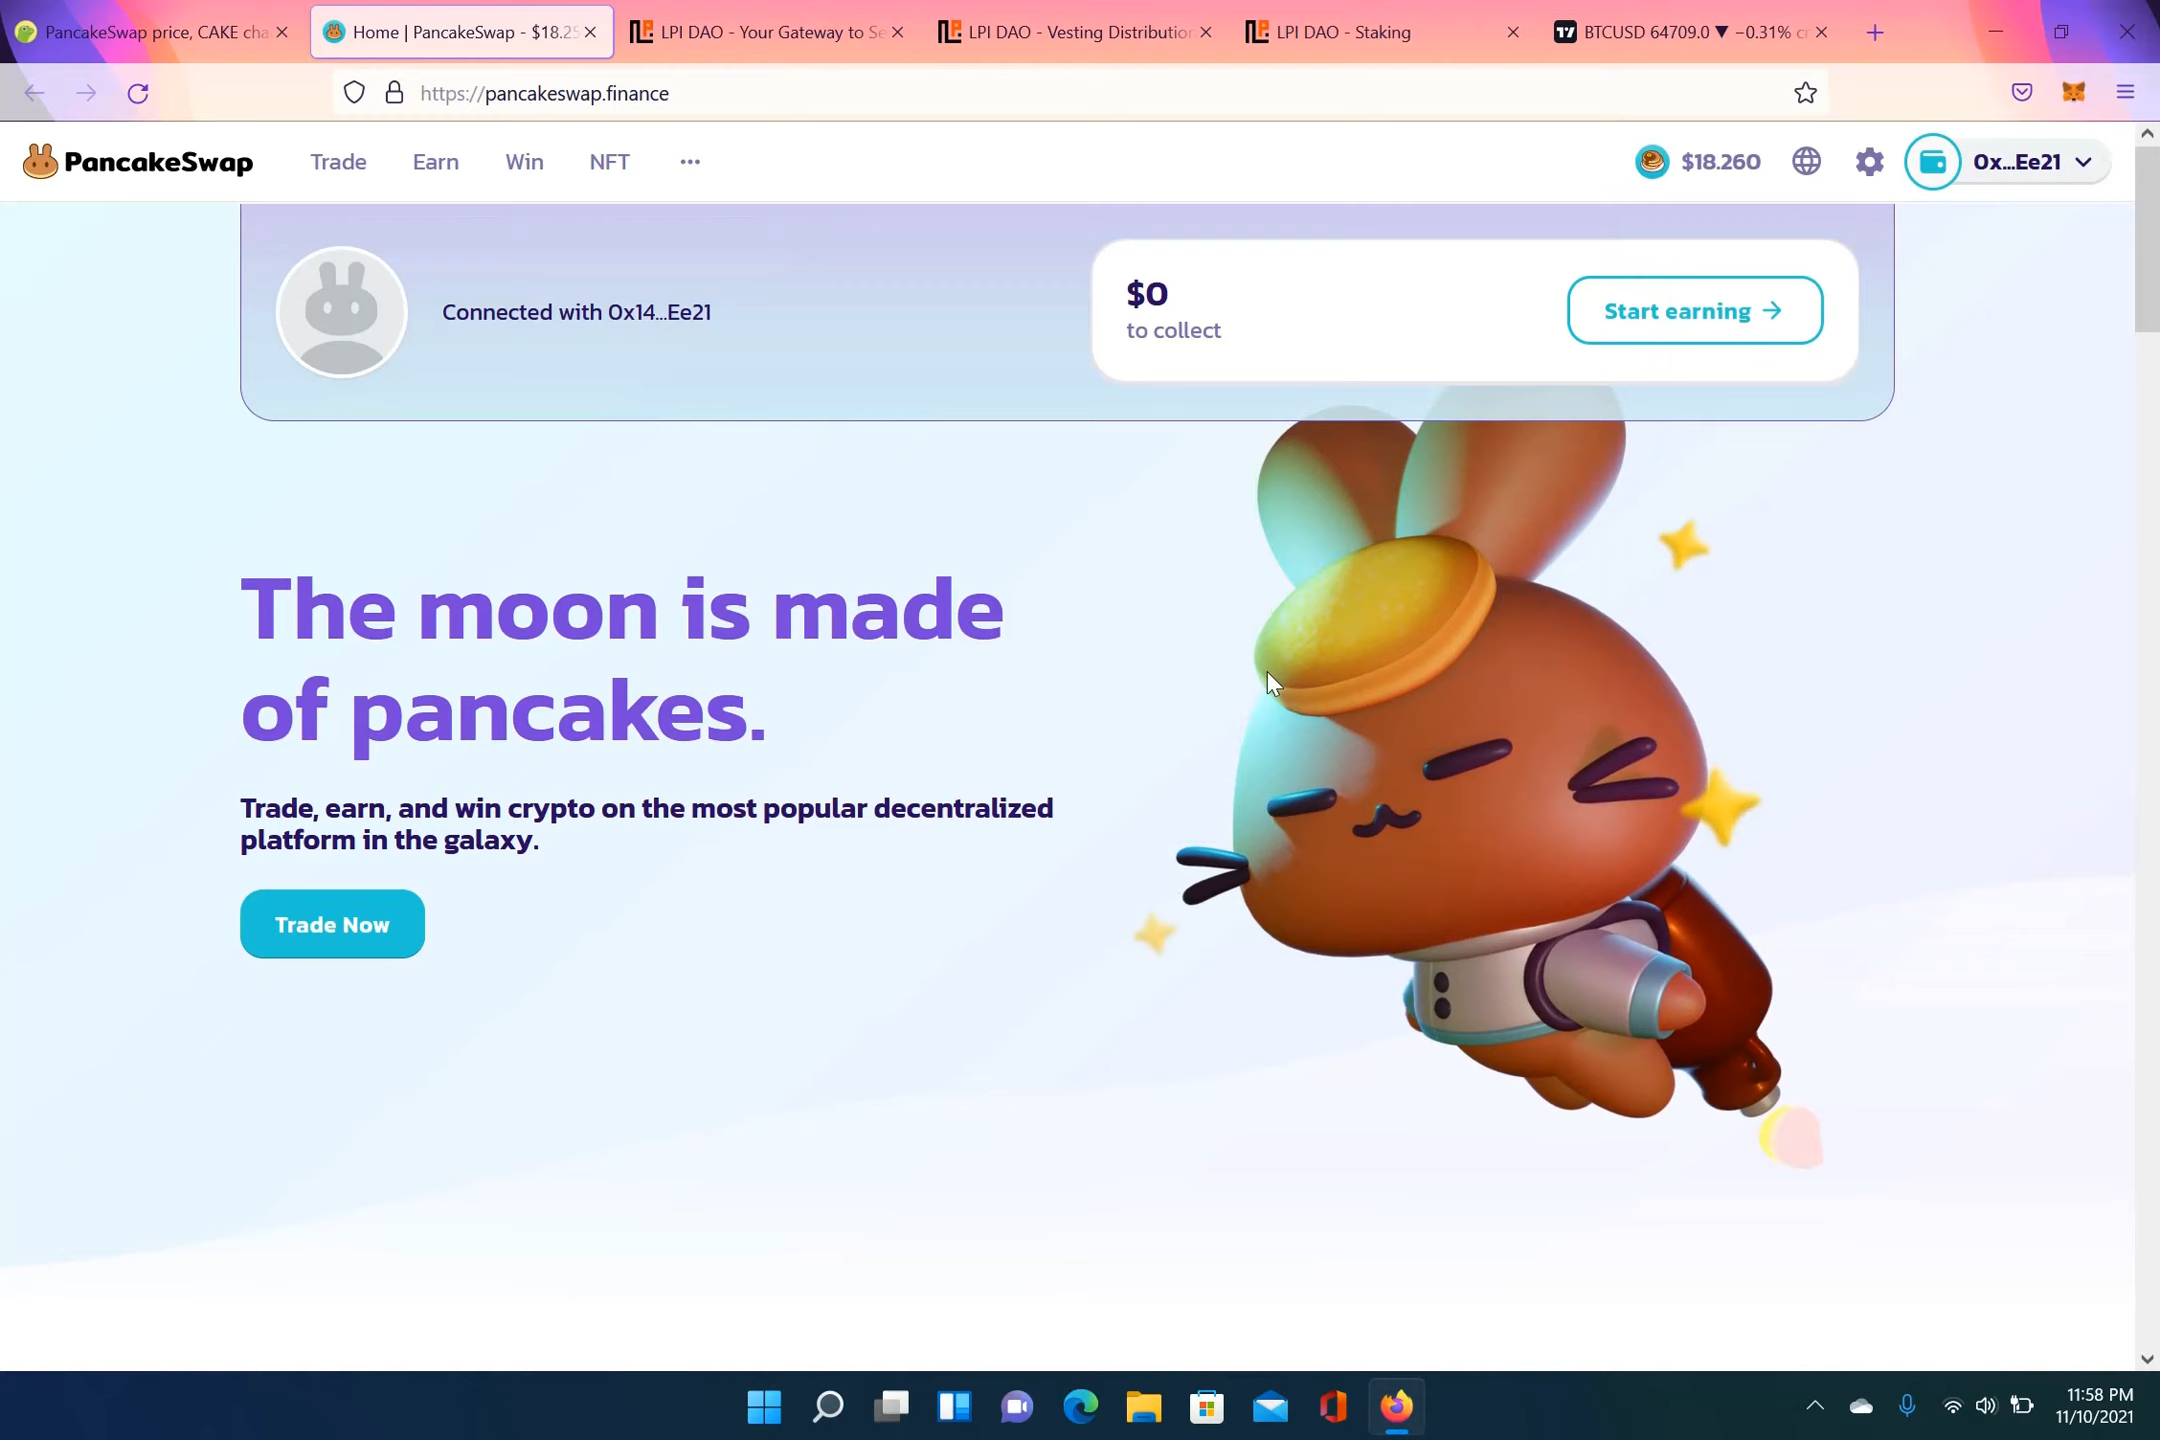 PancakeSwap price, CAKE cha
Home | PancakeSwap - $18.25
LPI DAO - Your Gateway to Se
LPI DAO - Vesting Distribution
LPI DAO - Staking
BTCUSD 64709.0 ▼ −0.31% cr
https://pancakeswap.finance
PancakeSwap
Trade
Earn
Win
NFT
$18.260
0x...Ee21
Connected with 0x14...Ee21
$0
to collect
Start earning
The moon is made
of pancakes.
Trade, earn, and win crypto on the most popular decentralized
platform in the galaxy.
Trade Now
11:58 PM
11/10/2021